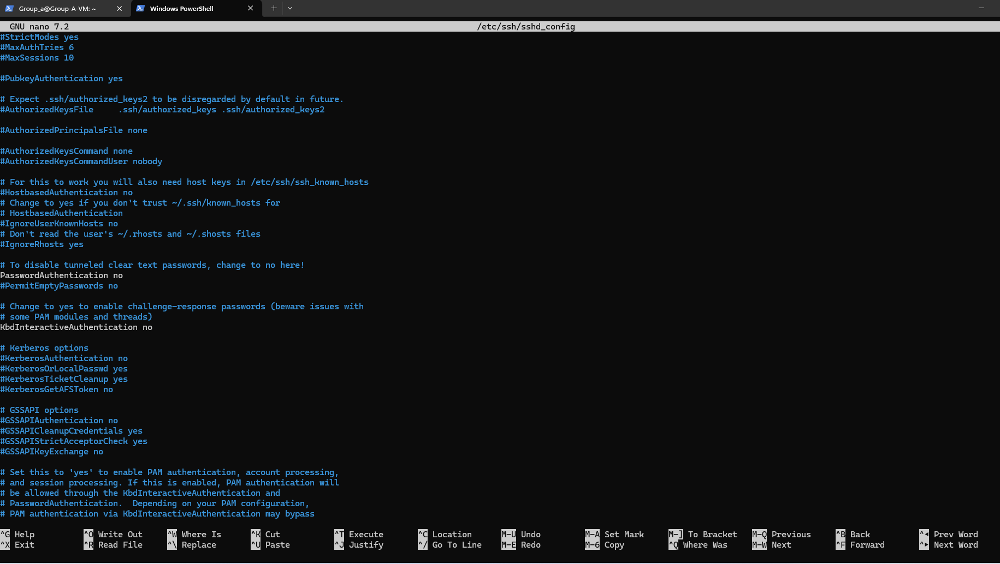 Group_a@Group-A-VM: ~
Windows PowerShell
GNU nano 7.2 /etc/ssh/sshd_config
#StrictModes yes
#MaxAuthTries 6
#MaxSessions 10
#PubkeyAuthentication yes
# Expect .ssh/authorized_keys2 to be disregarded by default in future.
#AuthorizedKeysFile     .ssh/authorized_keys .ssh/authorized_keys2
#AuthorizedPrincipalsFile none
#AuthorizedKeysCommand none
#AuthorizedKeysCommandUser nobody
# For this to work you will also need host keys in /etc/ssh/ssh_known_hosts
#HostbasedAuthentication no
# Change to yes if you don't trust ~/.ssh/known_hosts for
# HostbasedAuthentication
#IgnoreUserKnownHosts no
# Don't read the user's ~/.rhosts and ~/.shosts files
#IgnoreRhosts yes
# To disable tunneled clear text passwords, change to no here!
PasswordAuthentication no
#PermitEmptyPasswords no
# Change to yes to enable challenge-response passwords (beware issues with
# some PAM modules and threads)
KbdInteractiveAuthentication no
# Kerberos options
#KerberosAuthentication no
#KerberosOrLocalPasswd yes
#KerberosTicketCleanup yes
#KerberosGetAFSToken no
# GSSAPI options
#GSSAPIAuthentication no
#GSSAPICleanupCredentials yes
#GSSAPIStrictAcceptorCheck yes
#GSSAPIKeyExchange no
# Set this to 'yes' to enable PAM authentication, account processing,
# and session processing. If this is enabled, PAM authentication will
# be allowed through the KbdInteractiveAuthentication and
# PasswordAuthentication.  Depending on your PAM configuration,
# PAM authentication via KbdInteractiveAuthentication may bypass
^G Help ^O Write Out ^W Where Is ^K Cut ^T Execute ^C Location M-U Undo M-A Set Mark M-] To Bracket M-Q Previous ^B Back ^◂ Prev Word
^X Exit ^R Read File ^\ Replace ^U Paste ^J Justify ^/ Go To Line M-E Redo M-6 Copy ^Q Where Was M-W Next ^F Forward ^▸ Next Word